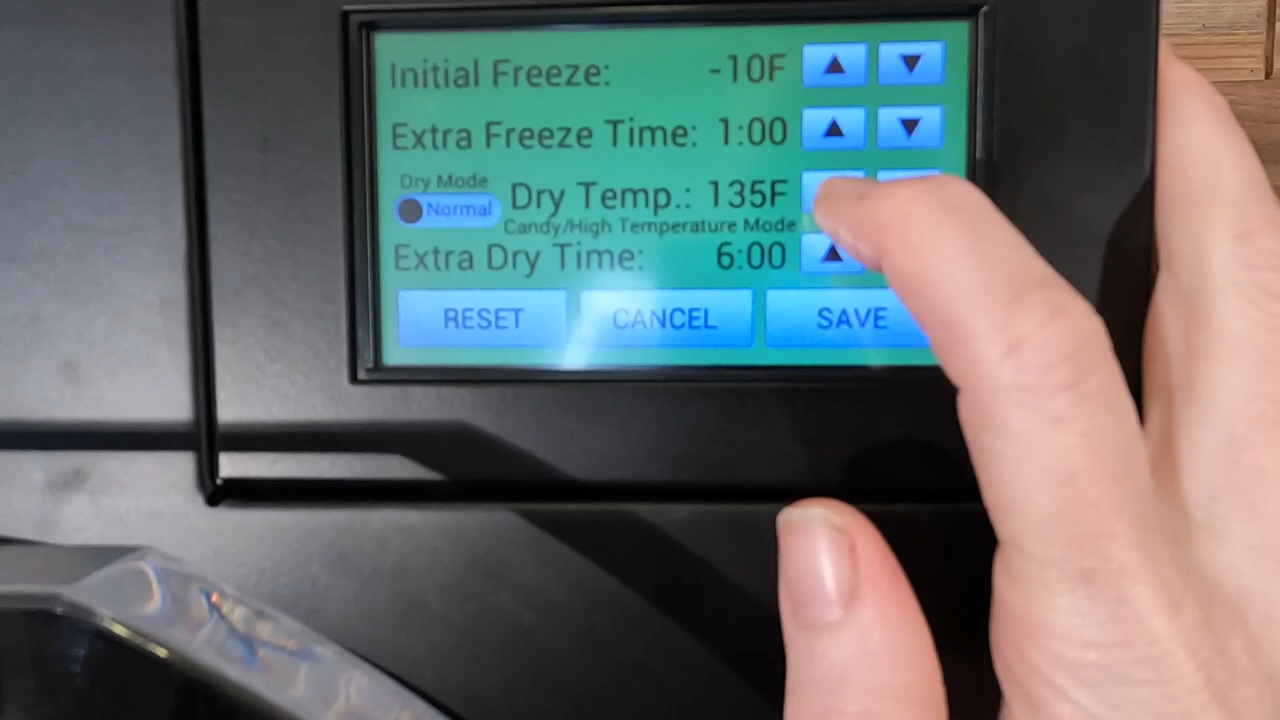 Initial Freeze: -10F ▲ ▼
Extra Freeze Time: 1:00 ▲ ▼
Dry Mode
Normal Dry Temp.: 135F
Candy/High Temperature Mode
Extra Dry Time: 6:00 ▲
RESET CANCEL SAVE